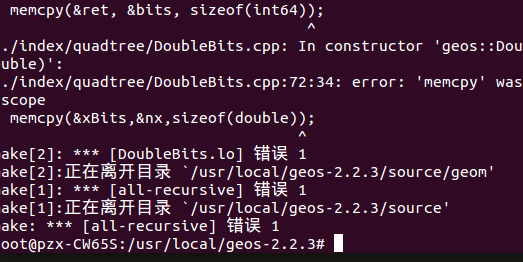 memcpy(&ret, &bits, sizeof(int64));
^
./index/quadtree/DoubleBits.cpp: In constructor 'geos::Dou
uble)':
./index/quadtree/DoubleBits.cpp:72:34: error: 'memcpy' was
scope
memcpy(&xBits,&nx,sizeof(double));
^
ake[2]: *** [DoubleBits.lo] 错误 1
ake[2]:正在离开目录 `/usr/local/geos-2.2.3/source/geom'
ake[1]: *** [all-recursive] 错误 1
ake[1]:正在离开目录 `/usr/local/geos-2.2.3/source'
ake: *** [all-recursive] 错误 1
oot@pzx-CW65S:/usr/local/geos-2.2.3#